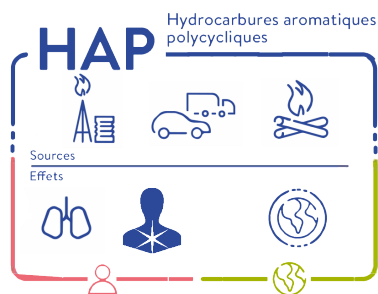 HAP
Hydrocarbures aromatiques
polycycliques
Sources
Effets